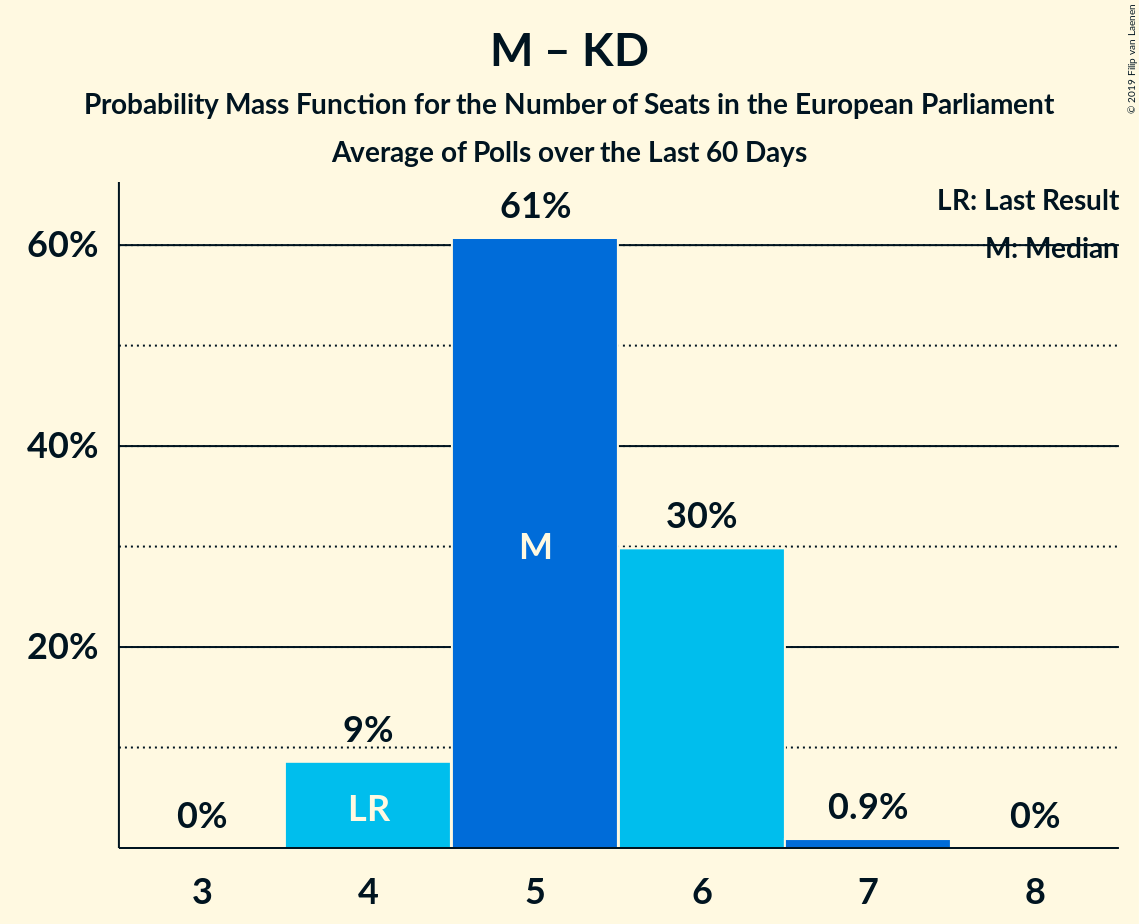 M – KD
Probability Mass Function for the Number of Seats in the European Parliament
Average of Polls over the Last 60 Days
© 2019 Filip van Laenen
LR: Last Result
M: Median
61%
60%
40%
20%
M
30%
9%
LR
0%
0.9%
0%
3 4 5 6 7 8